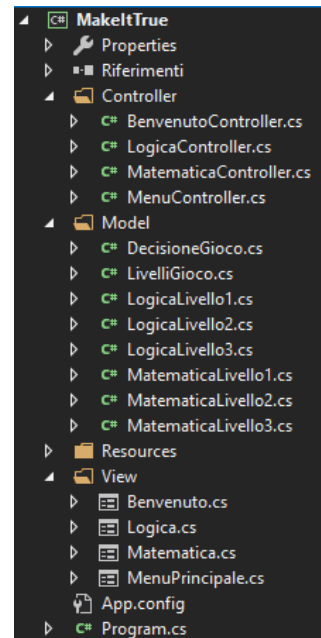 C# MakeItTrue
Properties
Riferimenti
Controller
C# BenvenutoController.cs
C# LogicaController.cs
C# MatematicaController.cs
C# MenuController.cs
Model
C# DecisioneGioco.cs
C# LivelliGioco.cs
C# LogicaLivello1.cs
C# LogicaLivello2.cs
C# LogicaLivello3.cs
C# MatematicaLivello1.cs
C# MatematicaLivello2.cs
C# MatematicaLivello3.cs
Resources
View
Benvenuto.cs
Logica.cs
Matematica.cs
MenuPrincipale.cs
App.config
C# Program.cs